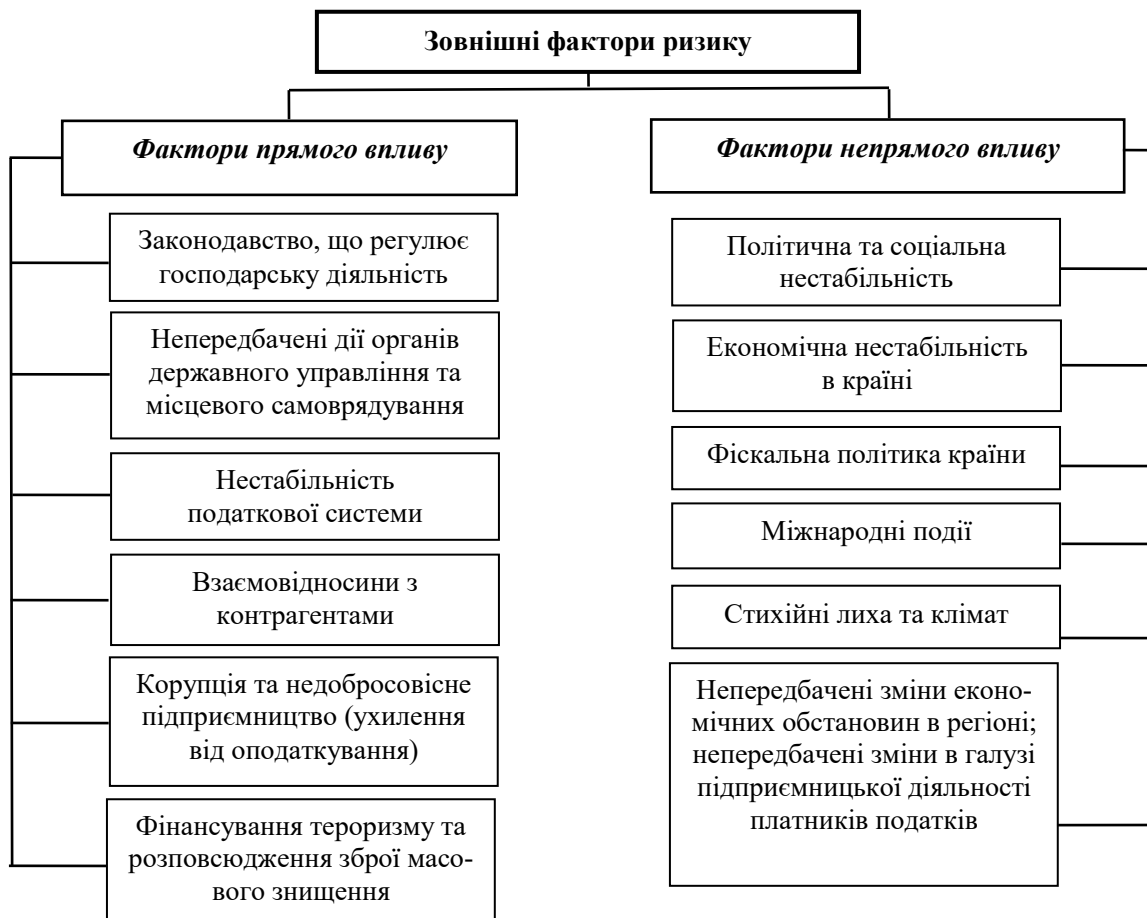 Зовнішні фактори ризику
Фактори прямого впливу
Законодавство, що регулює
господарську діяльність
Непередбачені дії органів
державного управління та
місцевого самоврядування
Нестабільність
податкової системи
Взаємовідносини з
контрагентами
Корупція та недобросовісне
підприємництво (ухилення
від оподаткування)
Фінансування тероризму та
розповсюдження зброї масо-
вого знищення
Фактори непрямого впливу
Політична та соціальна
нестабільність
Економічна нестабільність
в країні
Фіскальна політика країни
Міжнародні події
Стихійні лиха та клімат
Непередбачені зміни еконо-
мічних обстановин в регіоні;
непередбачені зміни в галузі
підприємницької діяльності
платників податків